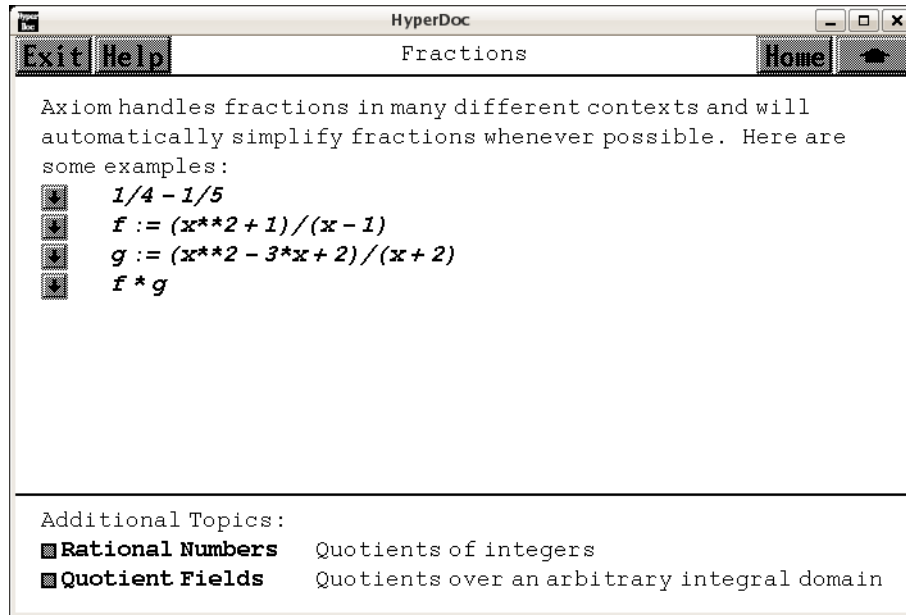 Hyper Doc
HyperDoc
Exit Help Fractions Home
Axiom handles fractions in many different contexts and will
automatically simplify fractions whenever possible. Here are
some examples:
1/4 - 1/5
f := (x**2 + 1)/(x - 1)
g := (x**2 - 3*x + 2)/(x + 2)
f * g
Additional Topics:
Rational Numbers Quotients of integers
Quotient Fields Quotients over an arbitrary integral domain